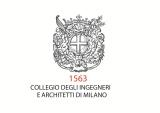 1563
COLLEGIO DEGLI INGEGNERI
E ARCHITETTI DI MILANO